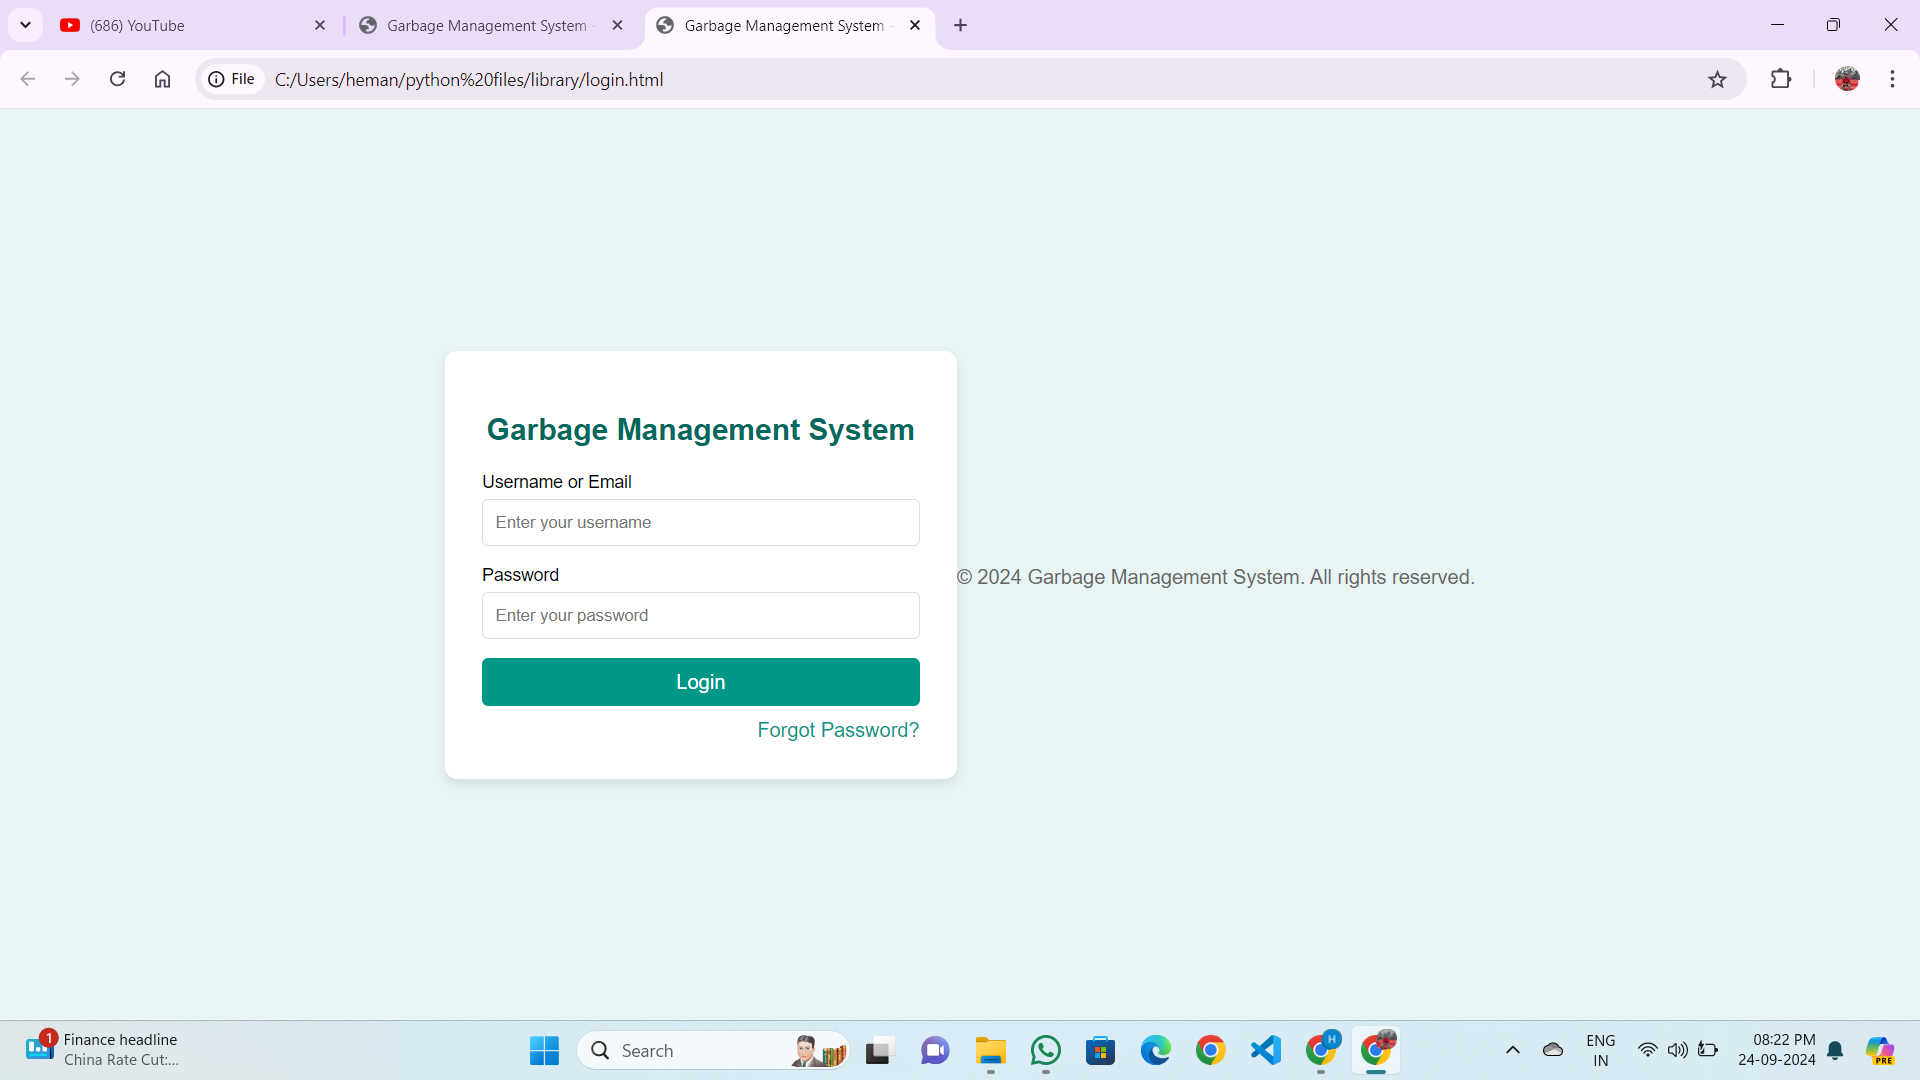 (686) YouTube
Garbage Management System -
Garbage Management System -
File
C:/Users/heman/python%20files/library/login.html
Garbage Management System
Username or Email
Enter your username
Password
Enter your password
Login
Forgot Password?
© 2024 Garbage Management System. All rights reserved.
1
Finance headline
China Rate Cut:...
Search
H
ENG
IN
08:22 PM
24-09-2024
PRE